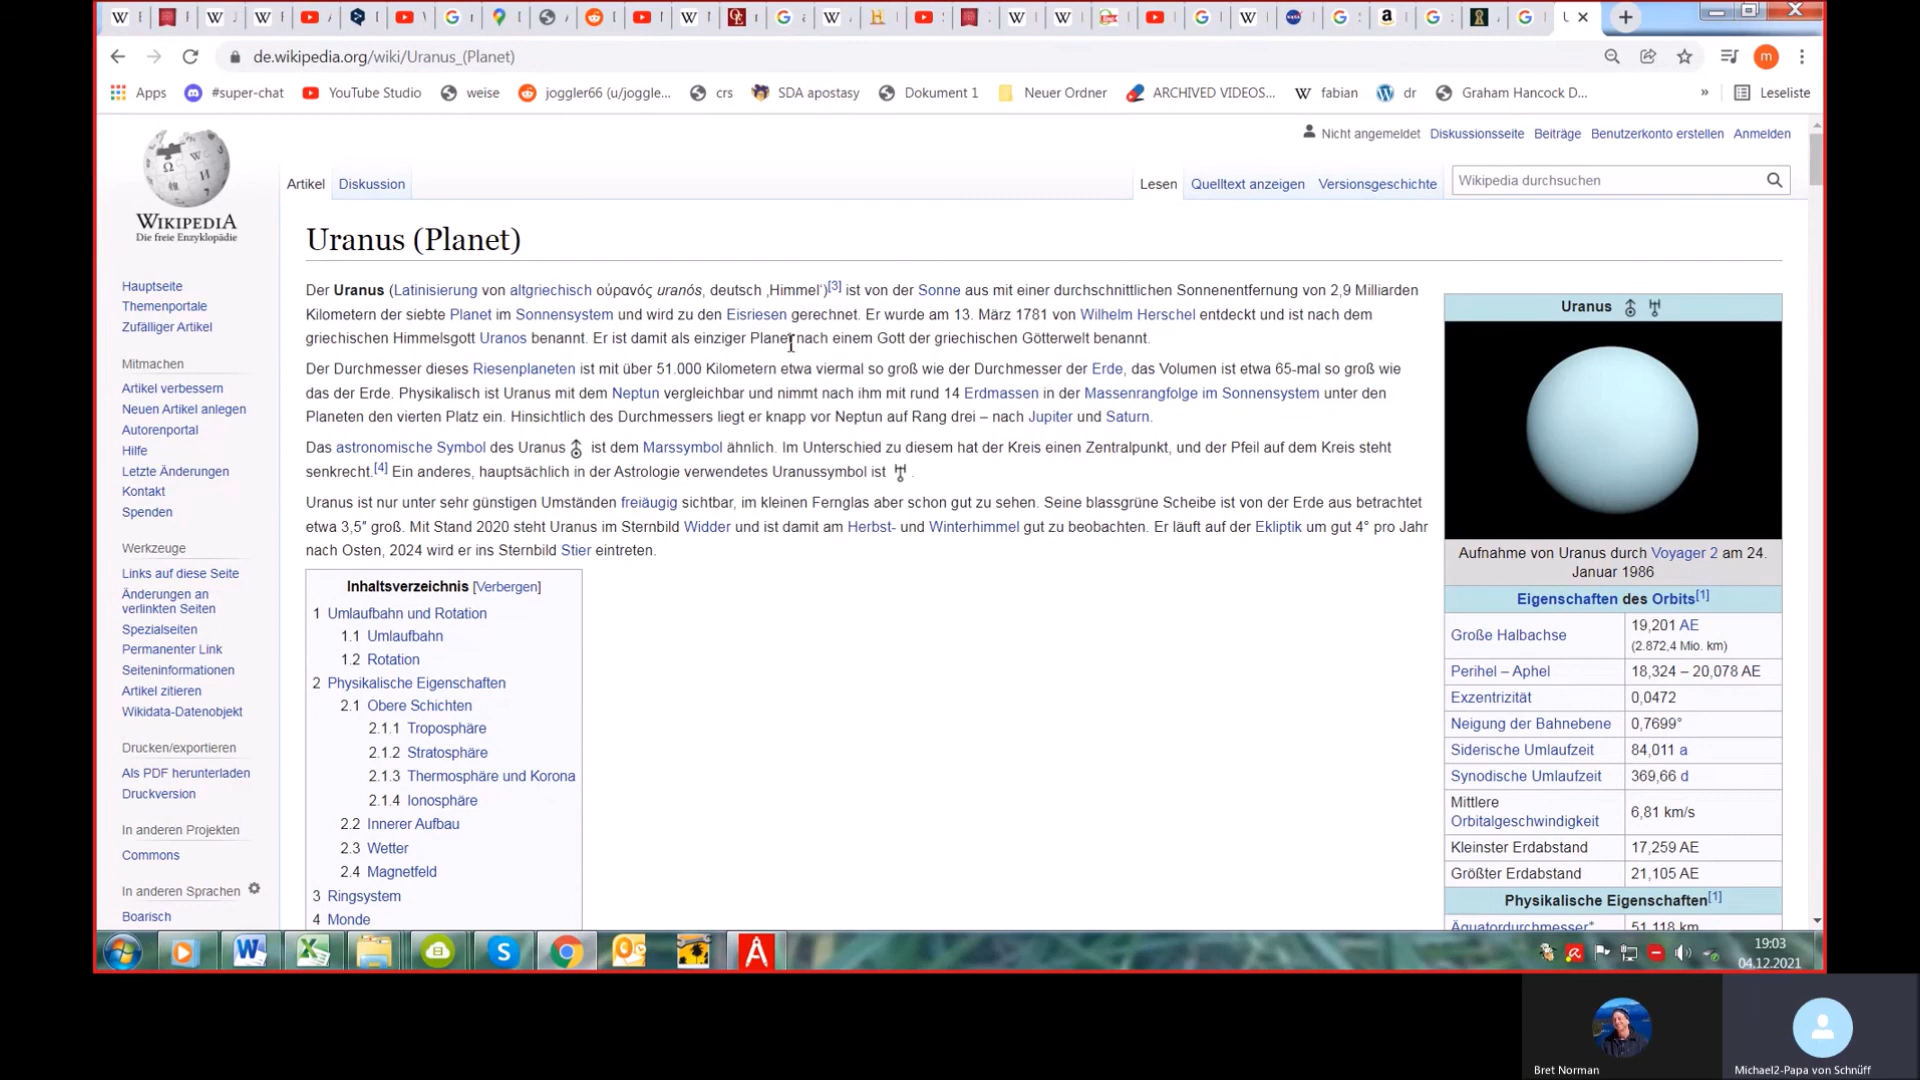 de.wikipedia.org/wiki/Uranus_(Planet)
m
Apps
#super-chat
YouTube Studio
weise
joggler66 (u/joggle...
crs
SDA apostasy
Dokument 1
Neuer Ordner
ARCHIVED VIDEOS...
fabian
dr
Graham Hancock D...
»
Leseliste
WIKIPEDIA
Die freie Enzyklopädie
Nicht angemeldet Diskussionsseite Beiträge Benutzerkonto erstellen Anmelden
Artikel Diskussion
Lesen Quelltext anzeigen Versionsgeschichte
Wikipedia durchsuchen
Hauptseite
Themenportale
Zufälliger Artikel
Mitmachen
Artikel verbessern
Neuen Artikel anlegen
Autorenportal
Hilfe
Letzte Änderungen
Kontakt
Spenden
Werkzeuge
Links auf diese Seite
Änderungen an
verlinkten Seiten
Spezialseiten
Permanenter Link
Seiteninformationen
Artikel zitieren
Wikidata-Datenobjekt
Drucken/exportieren
Als PDF herunterladen
Druckversion
In anderen Projekten
Commons
In anderen Sprachen
Boarisch
Uranus (Planet)
Der Uranus (Latinisierung von altgriechisch οὐρανός uranós, deutsch ‚Himmel‘)[3] ist von der Sonne aus mit einer durchschnittlichen Sonnenentfernung von 2,9 Milliarden
Kilometern der siebte Planet im Sonnensystem und wird zu den Eisriesen gerechnet. Er wurde am 13. März 1781 von Wilhelm Herschel entdeckt und ist nach dem
griechischen Himmelsgott Uranos benannt. Er ist damit als einziger Planet nach einem Gott der griechischen Götterwelt benannt.
Der Durchmesser dieses Riesenplaneten ist mit über 51.000 Kilometern etwa viermal so groß wie der Durchmesser der Erde, das Volumen ist etwa 65-mal so groß wie
das der Erde. Physikalisch ist Uranus mit dem Neptun vergleichbar und nimmt nach ihm mit rund 14 Erdmassen in der Massenrangfolge im Sonnensystem unter den
Planeten den vierten Platz ein. Hinsichtlich des Durchmessers liegt er knapp vor Neptun auf Rang drei – nach Jupiter und Saturn.
Das astronomische Symbol des Uranus ⛢ ist dem Marssymbol ähnlich. Im Unterschied zu diesem hat der Kreis einen Zentralpunkt, und der Pfeil auf dem Kreis steht
senkrecht.[4] Ein anderes, hauptsächlich in der Astrologie verwendetes Uranussymbol ist ♅.
Uranus ist nur unter sehr günstigen Umständen freiäugig sichtbar, im kleinen Fernglas aber schon gut zu sehen. Seine blassgrüne Scheibe ist von der Erde aus betrachtet
etwa 3,5″ groß. Mit Stand 2020 steht Uranus im Sternbild Widder und ist damit am Herbst- und Winterhimmel gut zu beobachten. Er läuft auf der Ekliptik um gut 4° pro Jahr
nach Osten, 2024 wird er ins Sternbild Stier eintreten.
Inhaltsverzeichnis [Verbergen]
1 Umlaufbahn und Rotation
1.1 Umlaufbahn
1.2 Rotation
2 Physikalische Eigenschaften
2.1 Obere Schichten
2.1.1 Troposphäre
2.1.2 Stratosphäre
2.1.3 Thermosphäre und Korona
2.1.4 Ionosphäre
2.2 Innerer Aufbau
2.3 Wetter
2.4 Magnetfeld
3 Ringsystem
4 Monde
Uranus ⛢ ♅
Aufnahme von Uranus durch Voyager 2 am 24.
Januar 1986
Eigenschaften des Orbits[1]
Große Halbachse 19,201 AE
(2.872,4 Mio. km)
Perihel – Aphel 18,324 – 20,078 AE
Exzentrizität 0,0472
Neigung der Bahnebene 0,7699°
Siderische Umlaufzeit 84,011 a
Synodische Umlaufzeit 369,66 d
Mittlere
Orbitalgeschwindigkeit 6,81 km/s
Kleinster Erdabstand 17,259 AE
Größter Erdabstand 21,105 AE
Physikalische Eigenschaften[1]
Äquatordurchmesser* 51.118 km
19:03
04.12.2021
Bret Norman
Michael2-Papa von Schnüff